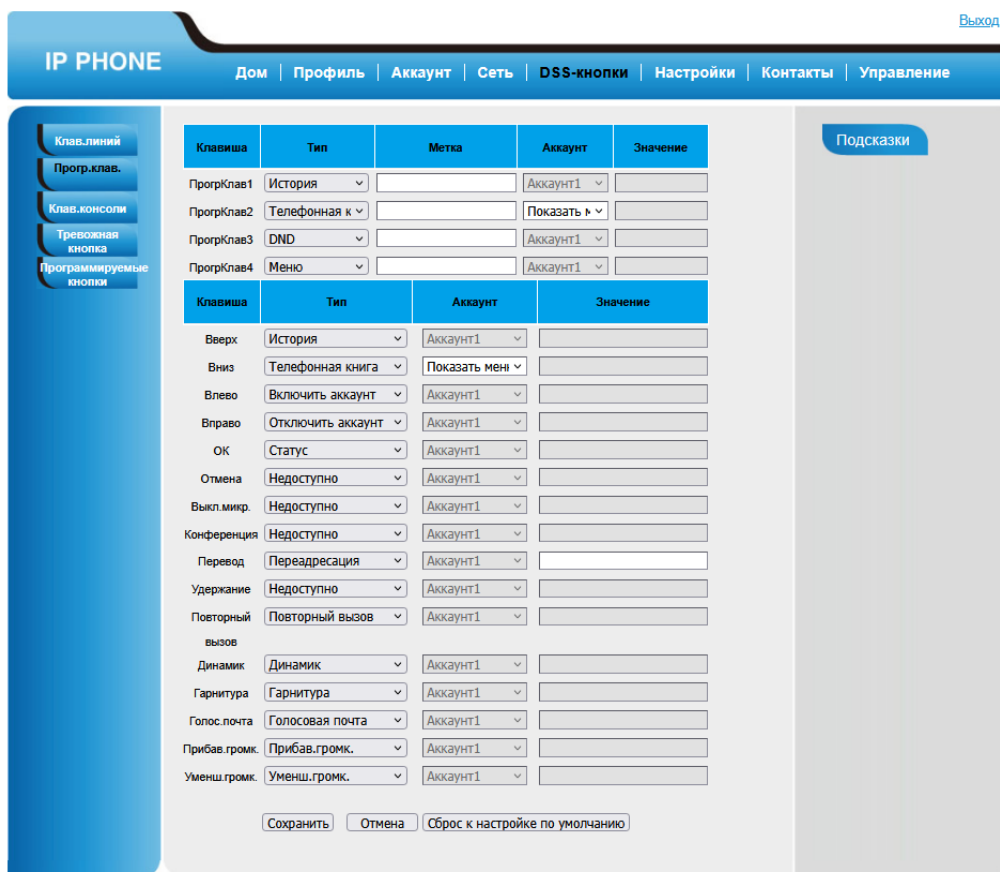 Выход
IP PHONE
Дом | Профиль | Аккаунт | Сеть | DSS-кнопки | Настройки | Контакты | Управление
Клав.линий
Прогр.клав.
Клав.консоли
Тревожная
кнопка
Программируемые
кнопки
Клавиша Тип Метка Аккаунт Значение
ПрогрКлав1 История Аккаунт1
ПрогрКлав2 Телефонная к Показать м
ПрогрКлав3 DND Аккаунт1
ПрогрКлав4 Меню Аккаунт1
Клавиша Тип Аккаунт Значение
Вверх История Аккаунт1
Вниз Телефонная книга Показать мен
Влево Включить аккаунт Аккаунт1
Вправо Отключить аккаунт Аккаунт1
ОК Статус Аккаунт1
Отмена Недоступно Аккаунт1
Выкл.микр. Недоступно Аккаунт1
Конференция Недоступно Аккаунт1
Перевод Переадресация Аккаунт1
Удержание Недоступно Аккаунт1
Повторный Повторный вызов Аккаунт1
вызов
Динамик Динамик Аккаунт1
Гарнитура Гарнитура Аккаунт1
Голос.почта Голосовая почта Аккаунт1
Прибав.громк. Прибав.громк. Аккаунт1
Уменш.громк. Уменш.громк. Аккаунт1
Сохранить Отмена Сброс к настройке по умолчанию
Подсказки